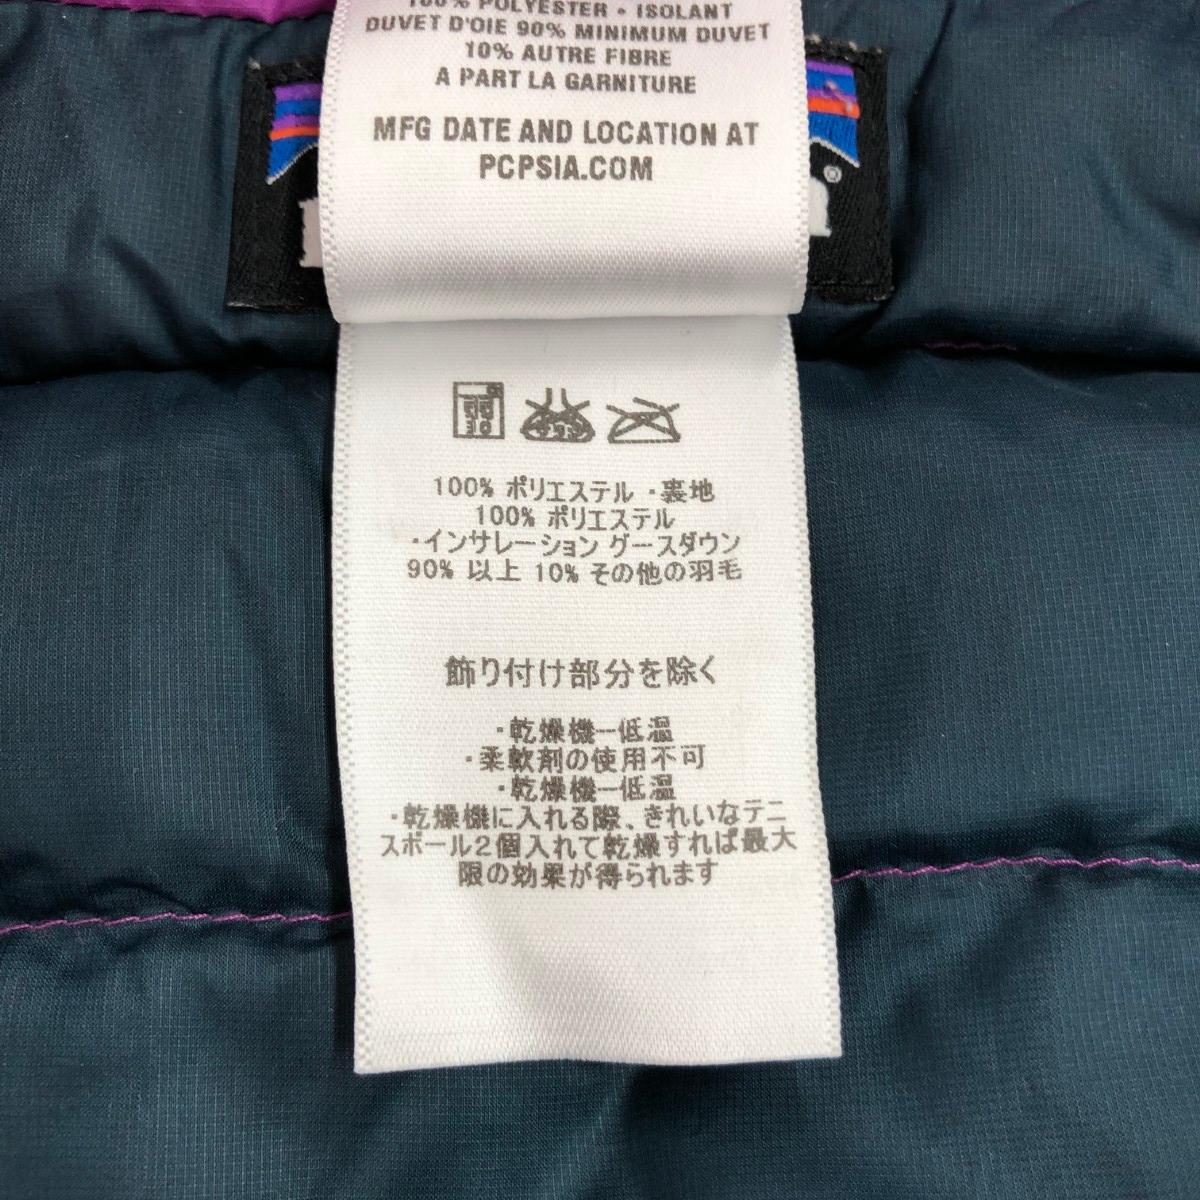 100% POLYESTER • ISOLANT
DUVET D'OIE 90% MINIMUM DUVET
10% AUTRE FIBRE
A PART LA GARNITURE
MFG DATE AND LOCATION AT
PCPSIA.COM
®
100% ポリエステル ・裏地
100% ポリエステル
・インサレーション グースダウン
90% 以上 10% その他の羽毛
飾り付け部分を除く
・乾燥機ー低温
・柔軟剤の使用不可
・乾燥機ー低温
・乾燥機に入れる際、きれいなテニ
スボール2個入れて乾燥すれば最大
限の効果が得られます